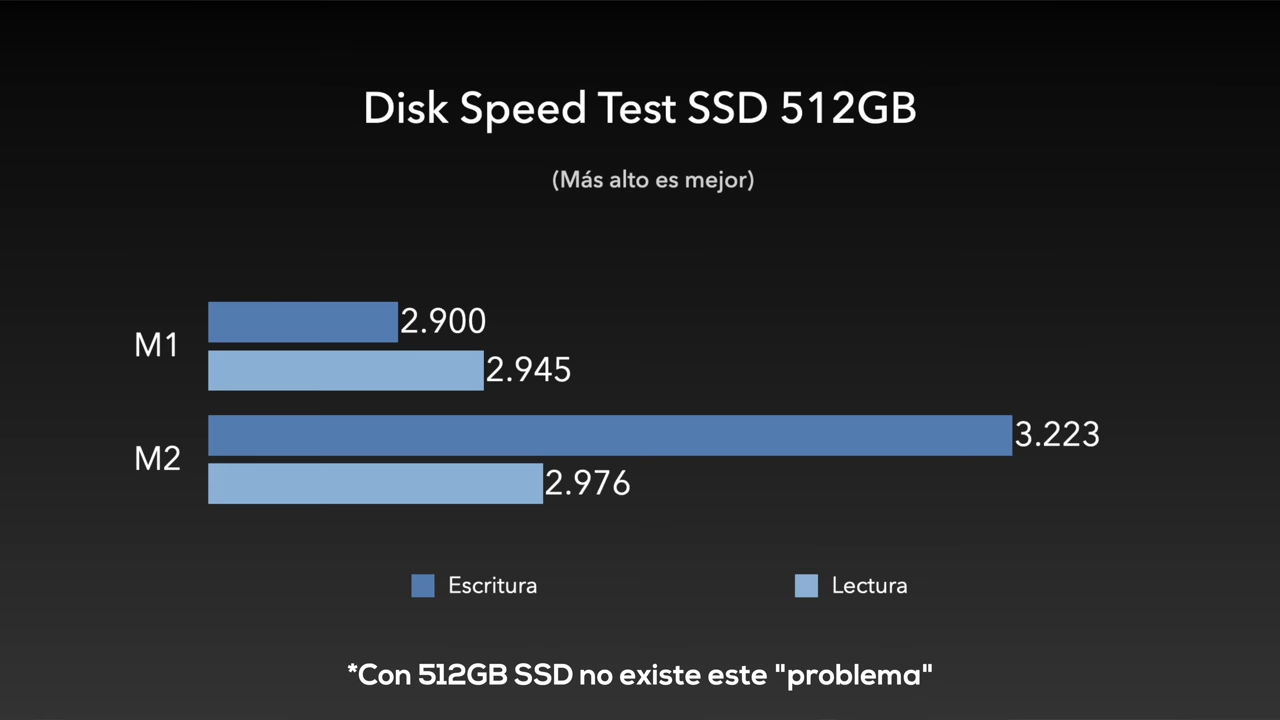 Disk Speed Test SSD 512GB
(Más alto es mejor)
M1
2.900
2.945
M2
3.223
2.976
Escritura
Lectura
*Con 512GB SSD no existe este "problema"